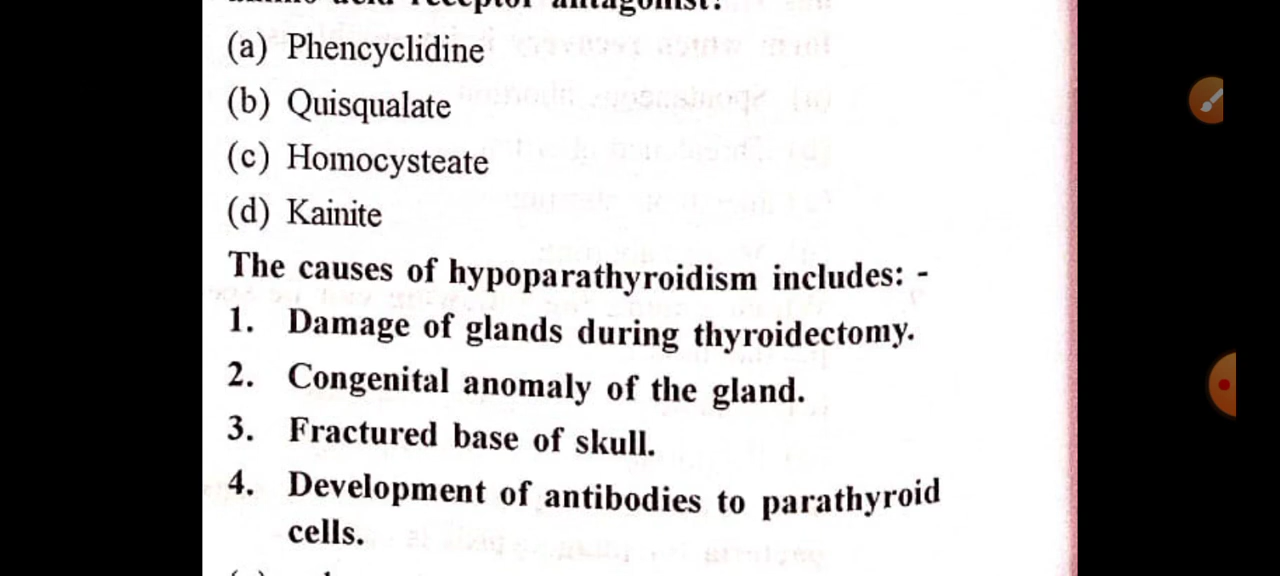 (a) Phencyclidine
(b) Quisqualate
(c) Homocysteate
(d) Kainite
The causes of hypoparathyroidism includes: -
1. Damage of glands during thyroidectomy.
2. Congenital anomaly of the gland.
3. Fractured base of skull.
4. Development of antibodies to parathyroid
cells.